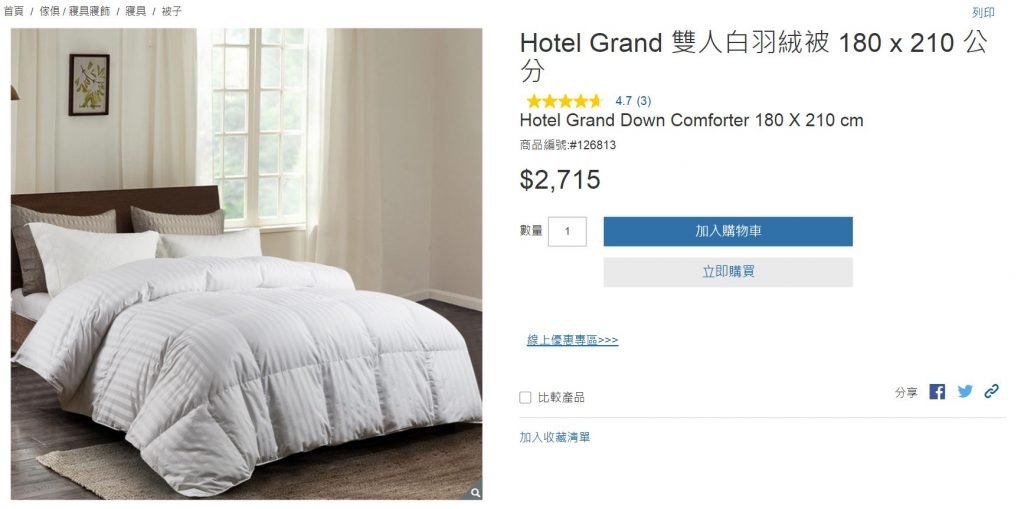 首頁 / 傢俱 / 寢具寢飾 / 寢具 / 被子
列印
Hotel Grand 雙人白羽絨被 180 x 210 公
分
4.7 (3)
Hotel Grand Down Comforter 180 X 210 cm
商品編號:#126813
$2,715
數量 1 加入購物車
立即購買
線上優惠專區>>>
比較產品
分享
加入收藏清單